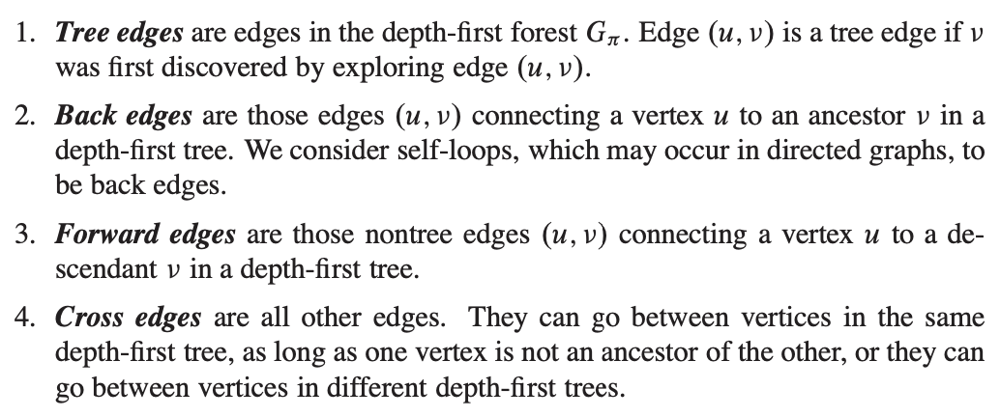 1. Tree edges are edges in the depth-first forest Gπ. Edge (u, v) is a tree edge if v
was first discovered by exploring edge (u, v).
2. Back edges are those edges (u, v) connecting a vertex u to an ancestor v in a
depth-first tree. We consider self-loops, which may occur in directed graphs, to
be back edges.
3. Forward edges are those nontree edges (u, v) connecting a vertex u to a de-
scendant v in a depth-first tree.
4. Cross edges are all other edges. They can go between vertices in the same
depth-first tree, as long as one vertex is not an ancestor of the other, or they can
go between vertices in different depth-first trees.